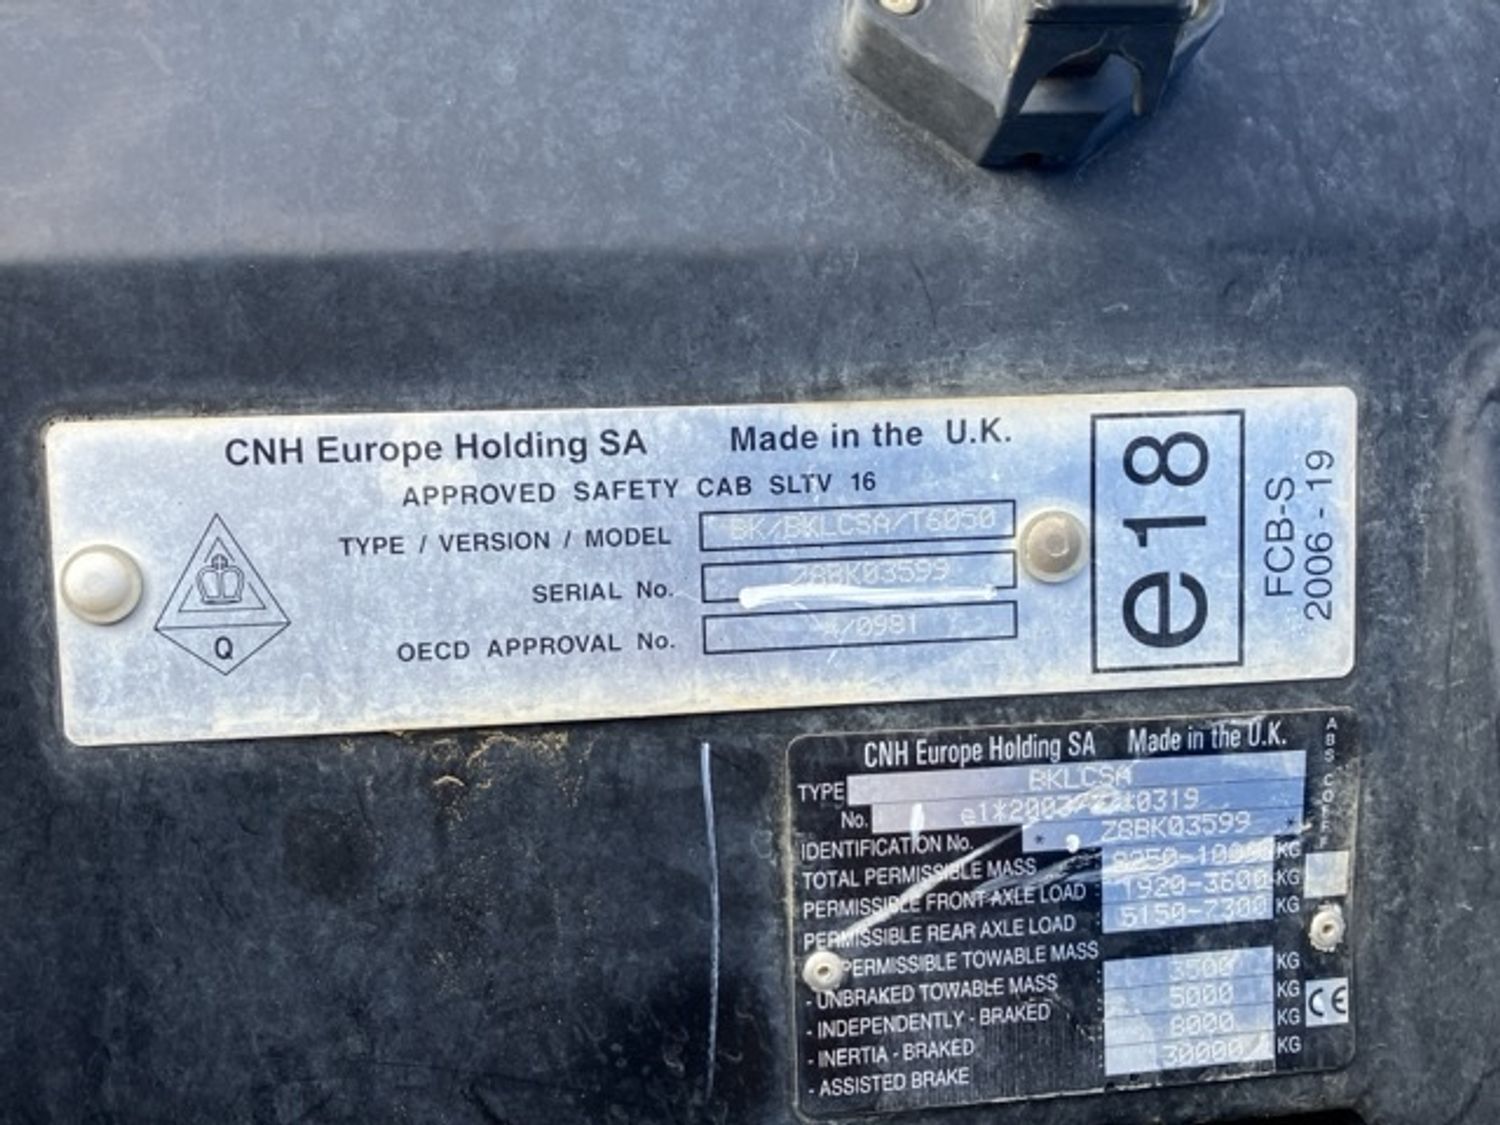 CNH Europe Holding SA Made in the U.K.
APPROVED SAFETY CAB SLTV 16
TYPE / VERSION / MODEL BK/BKLCSA/T6050
SERIAL No. Z8BK03599
OECD APPROVAL No. 4/0981
Q
e18
FCB-S
2006 - 19
CNH Europe Holding SA Made in the U.K.
TYPE BKLCSA
No.
IDENTIFICATION No. * Z8BK03599 *
TOTAL PERMISSIBLE MASS KG
PERMISSIBLE FRONT AXLE LOAD 1920-3600 KG
PERMISSIBLE REAR AXLE LOAD 5150-7300 KG
PERMISSIBLE TOWABLE MASS
- UNBRAKED TOWABLE MASS 3500 KG
- INDEPENDENTLY - BRAKED 5000 KG
- INERTIA - BRAKED 8000 KG
- ASSISTED BRAKE 30000 KG
CE